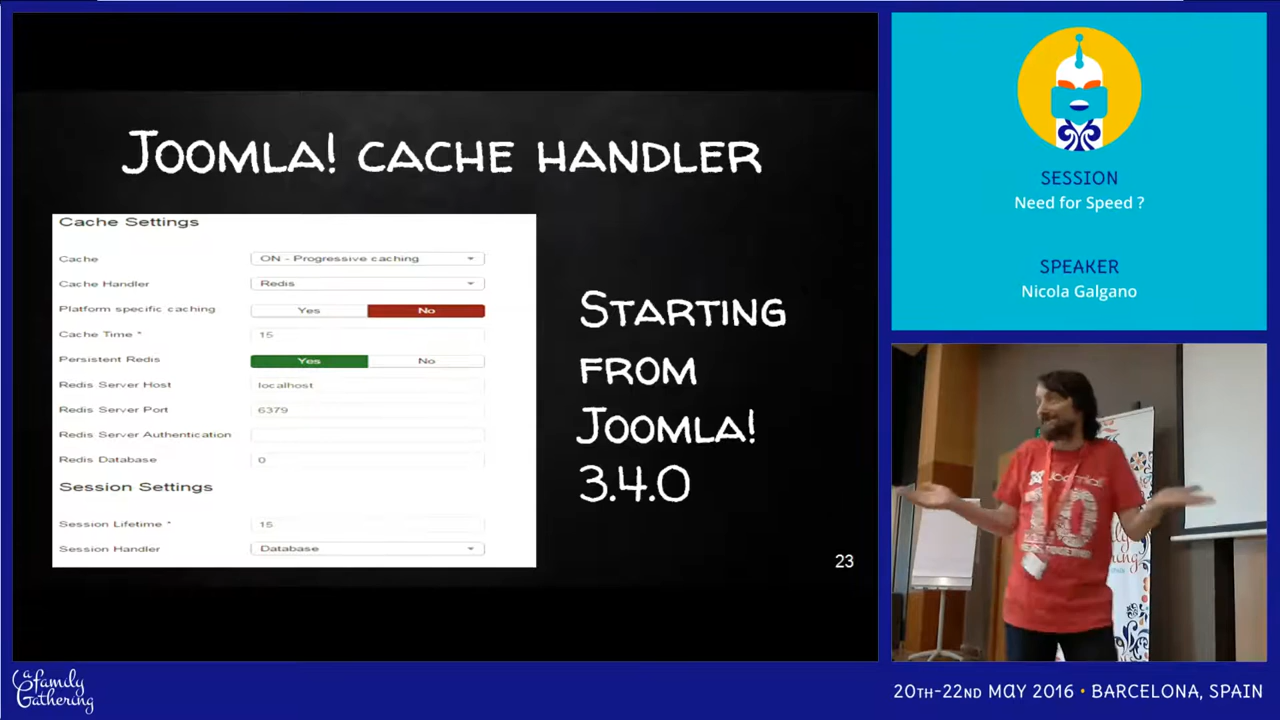 Joomla! cache handler
Cache Settings
Cache
ON - Progressive caching
Cache Handler
Redis
Platform specific caching
Yes
No
Cache Time *
15
Persistent Redis
Yes
No
Redis Server Host
localhost
Redis Server Port
6379
Redis Server Authentication
Redis Database
0
Session Settings
Session Lifetime *
15
Session Handler
Database
Starting
from
Joomla!
3.4.0
23
SESSION
Need for Speed ?
SPEAKER
Nicola Galgano
Joomla!
10
a family
Gathering
20TH-22ND MAY 2016 • BARCELONA, SPAIN